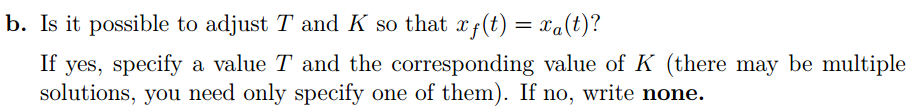 b. Is it possible to adjust T and K so that x_f(t) = x_a(t)?
If yes, specify a value T and the corresponding value of K (there may be multiple
solutions, you need only specify one of them). If no, write none.